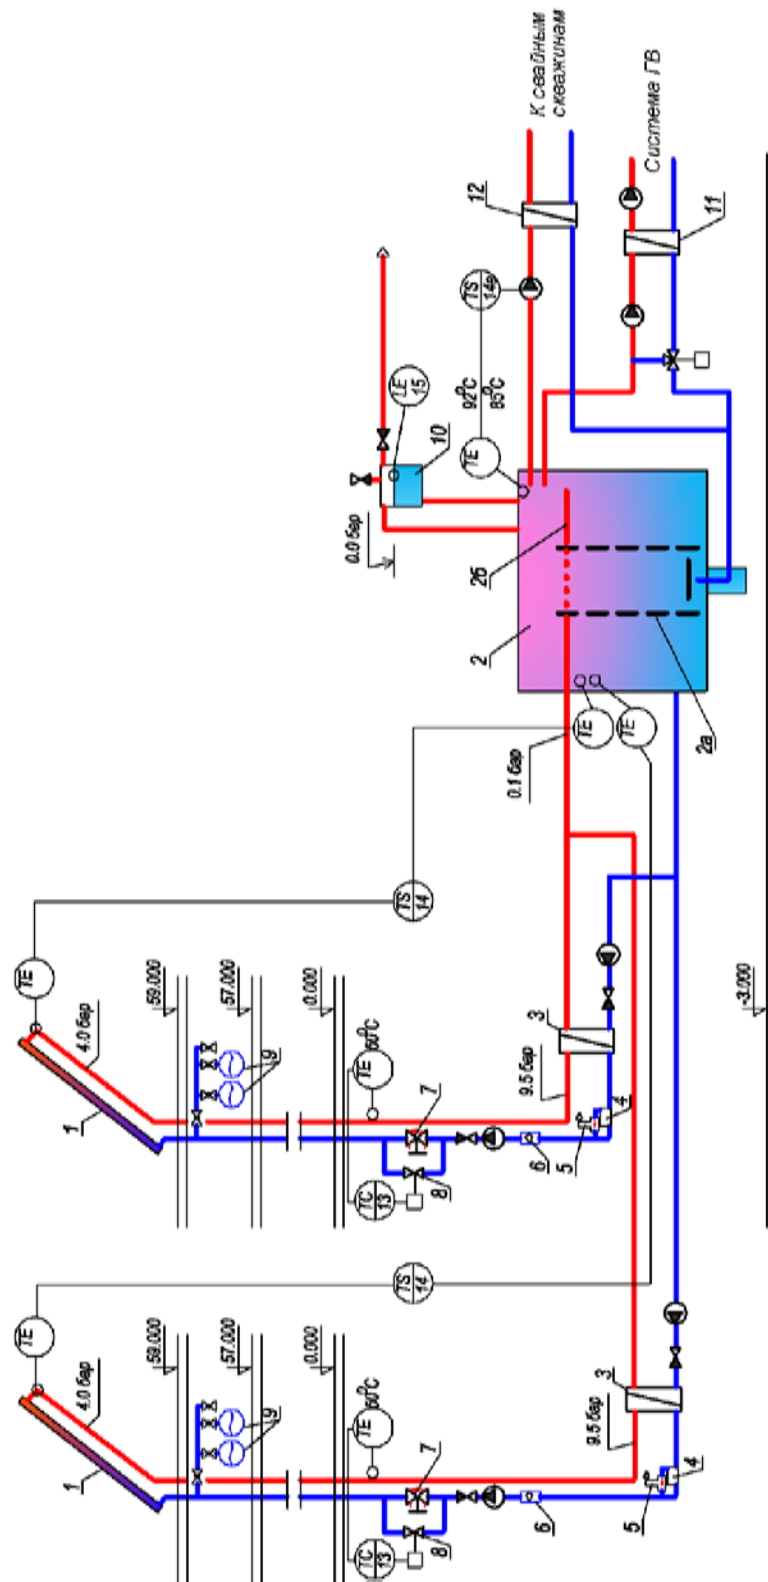 TE
4.0 бар
1
59.000
57.000
9
0.000
TE
60°C
TC
13
7
8
6
5
4
9.5 бар
3
TS
14
TE
4.0 бар
1
59.000
57.000
9
0.000
TE
60°C
TC
13
7
8
6
5
4
9.5 бар
3
TS
14
0.1 бар
TE
TE
2
2а
2б
0.0 бар
10
LE
15
TE
92°C
85°C
TS
14а
12
К свайным
скважинам
11
Система ГВ
-3.000